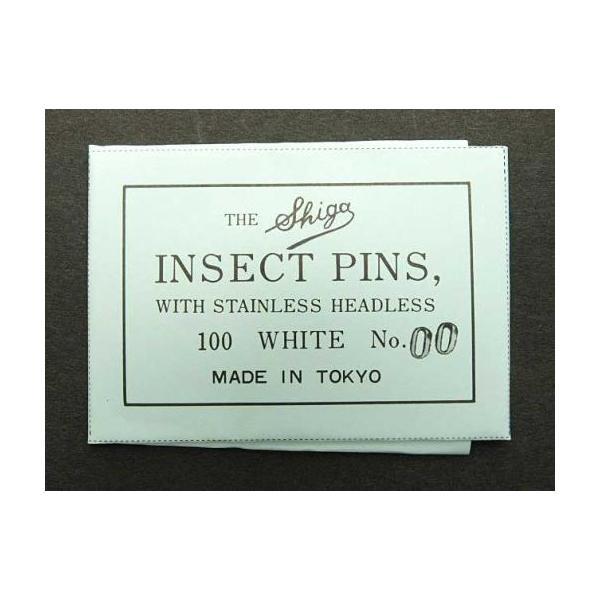 THE Shiga
INSECT PINS,
WITH STAINLESS HEADLESS
100 WHITE No.00
MADE IN TOKYO